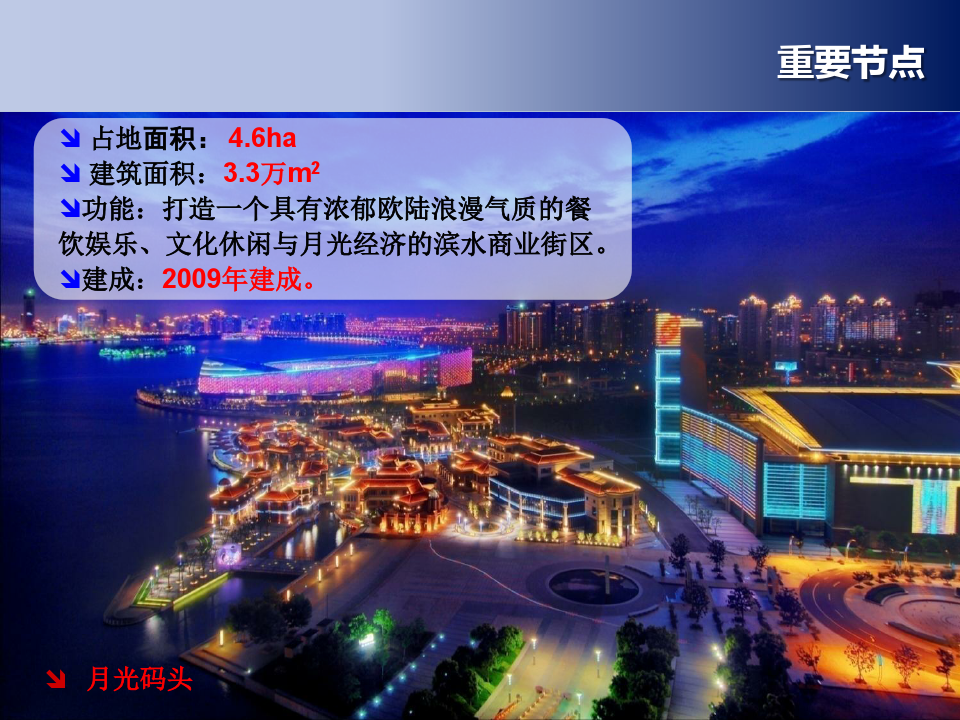 重要节点
占地面积：4.6ha
建筑面积：3.3万m²
功能：打造一个具有浓郁欧陆浪漫气质的餐
饮娱乐、文化休闲与月光经济的滨水商业街区。
建成：2009年建成。
月光码头